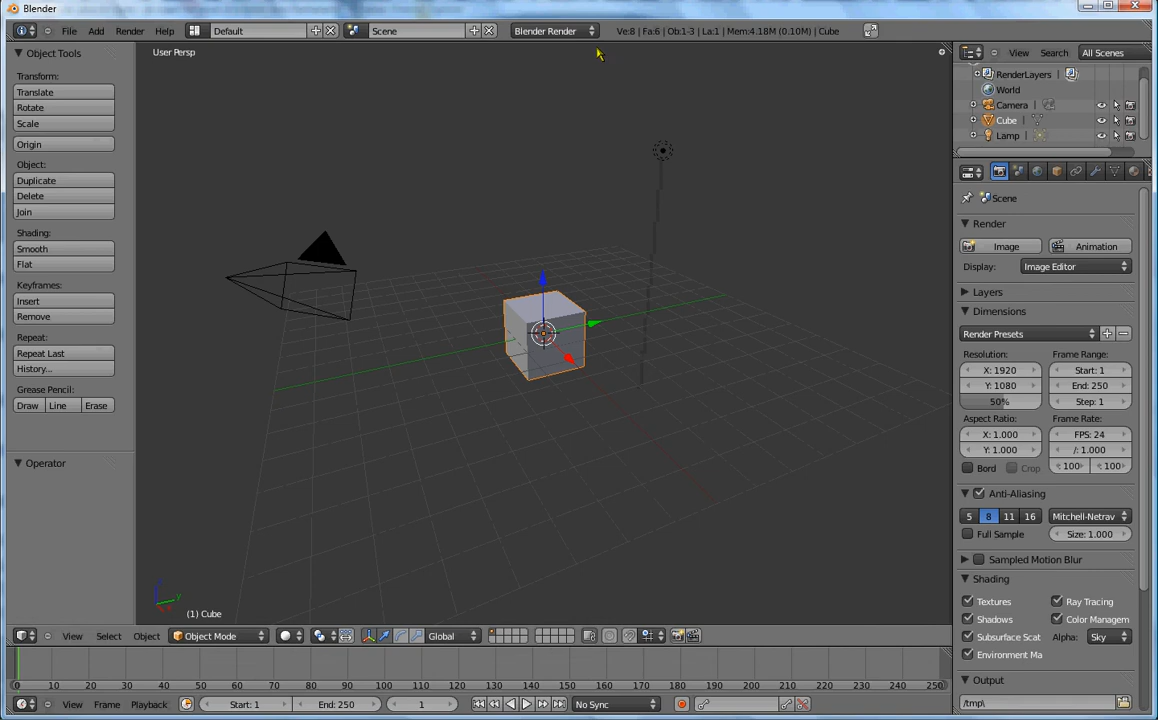 Blender
File Add Render Help Default Scene Blender Render Ve:8 | Fa:6 | Ob:1-3 | La:1 | Mem:4.18M (0.10M) | Cube
Object Tools
Transform:
Translate
Rotate
Scale
Origin
Object:
Duplicate
Delete
Join
Shading:
Smooth
Flat
Keyframes:
Insert
Remove
Repeat:
Repeat Last
History...
Grease Pencil:
Draw Line Erase
Operator
User Persp
(1) Cube
View Search All Scenes
RenderLayers
World
Camera
Cube
Lamp
Scene
Render
Image Animation
Display: Image Editor
Layers
Dimensions
Render Presets
Resolution: Frame Range:
X: 1920 Start: 1
Y: 1080 End: 250
50% Step: 1
Aspect Ratio: Frame Rate:
X: 1.000 FPS: 24
Y: 1.000 /: 1.000
Bord Crop 100 100
Anti-Aliasing
5 8 11 16 Mitchell-Netrav
Full Sample Size: 1.000
Sampled Motion Blur
Shading
Textures Ray Tracing
Shadows Color Managem
Subsurface Scat Alpha: Sky
Environment Ma
Output
/tmp\
View Select Object Object Mode Global
0 10 20 30 40 50 60 70 80 90 100 110 120 130 140 150 160 170 180 190 200 210 220 230 240 250
View Frame Playback Start: 1 End: 250 1 No Sync